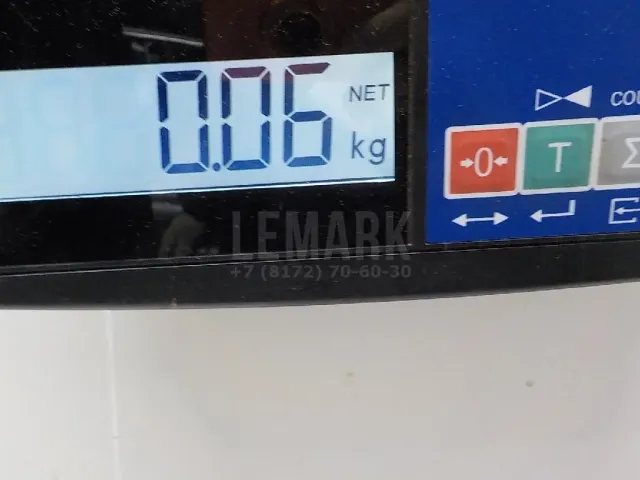 0.06 NET kg
COU
→0← T Σ
LEMARK
+7 (8172) 70-60-30